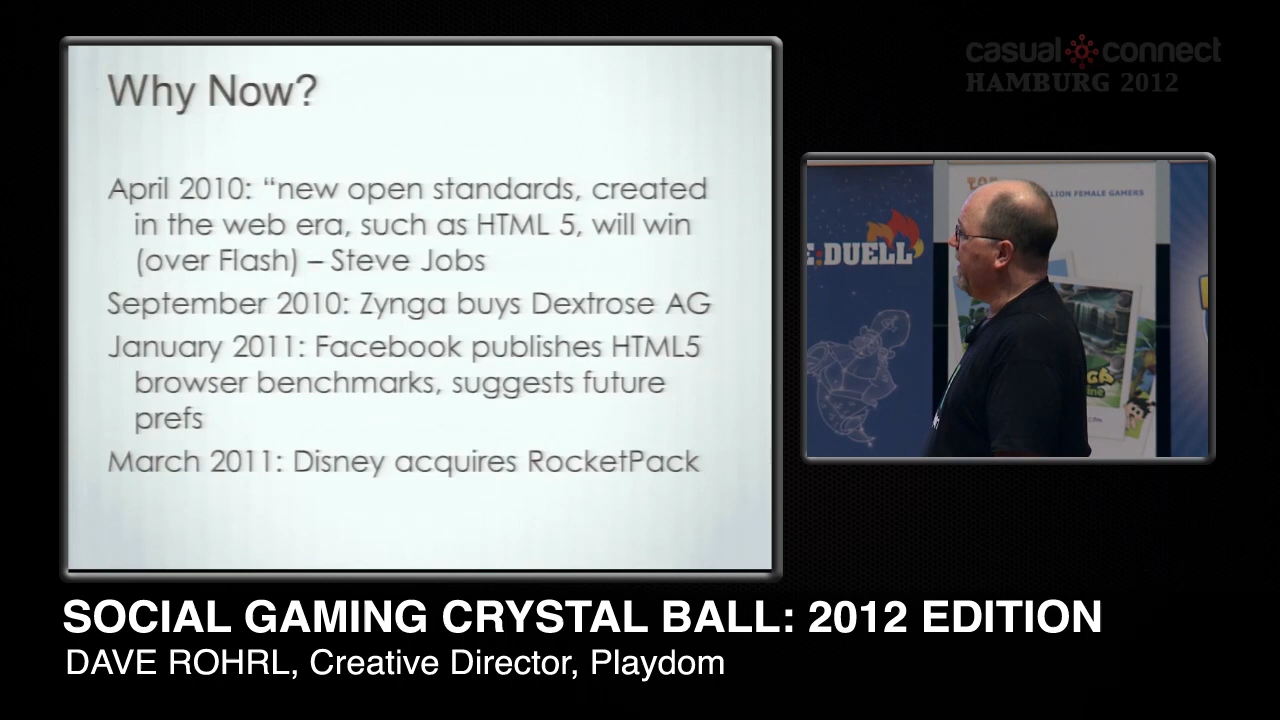 casual connect
HAMBURG 2012
Why Now?
April 2010: “new open standards, created
in the web era, such as HTML 5, will win
(over Flash) – Steve Jobs
September 2010: Zynga buys Dextrose AG
January 2011: Facebook publishes HTML5
browser benchmarks, suggests future
prefs
March 2011: Disney acquires RocketPack
E:DUELL
LION FEMALE GAMERS
SOCIAL GAMING CRYSTAL BALL: 2012 EDITION
DAVE ROHRL, Creative Director, Playdom